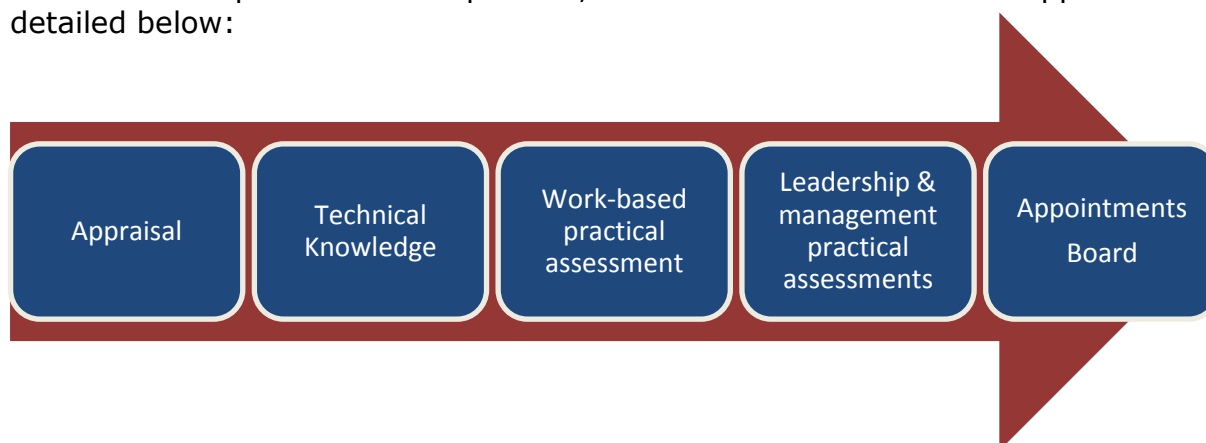 detailed below:
Appraisal
Technical
Knowledge
Work-based
practical
assessment
Leadership &
management
practical
assessments
Appointments
Board